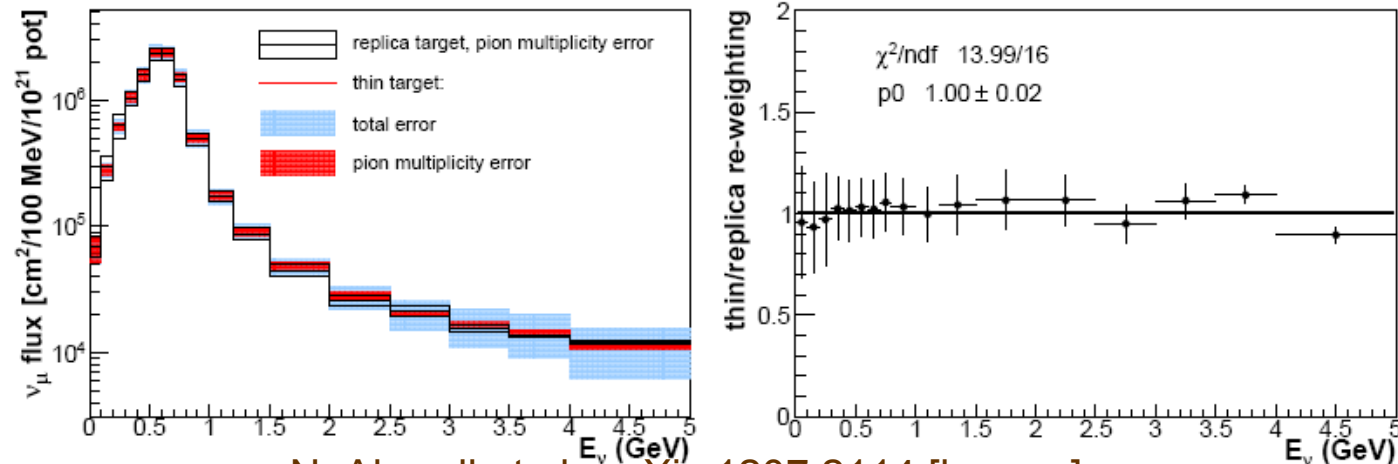 ν_μ flux [cm²/100 MeV/10²¹ pot]
10⁶
10⁵
10⁴
replica target, pion multiplicity error
thin target:
total error
pion multiplicity error
0 0.5 1 1.5 2 2.5 3 3.5 4 4.5 5
E_ν (GeV)
thin/replica re-weighting
2
1.5
1
0.5
0
χ²/ndf 13.99/16
p0 1.00 ± 0.02
0 0.5 1 1.5 2 2.5 3 3.5 4 4.5 5
E_ν (GeV)